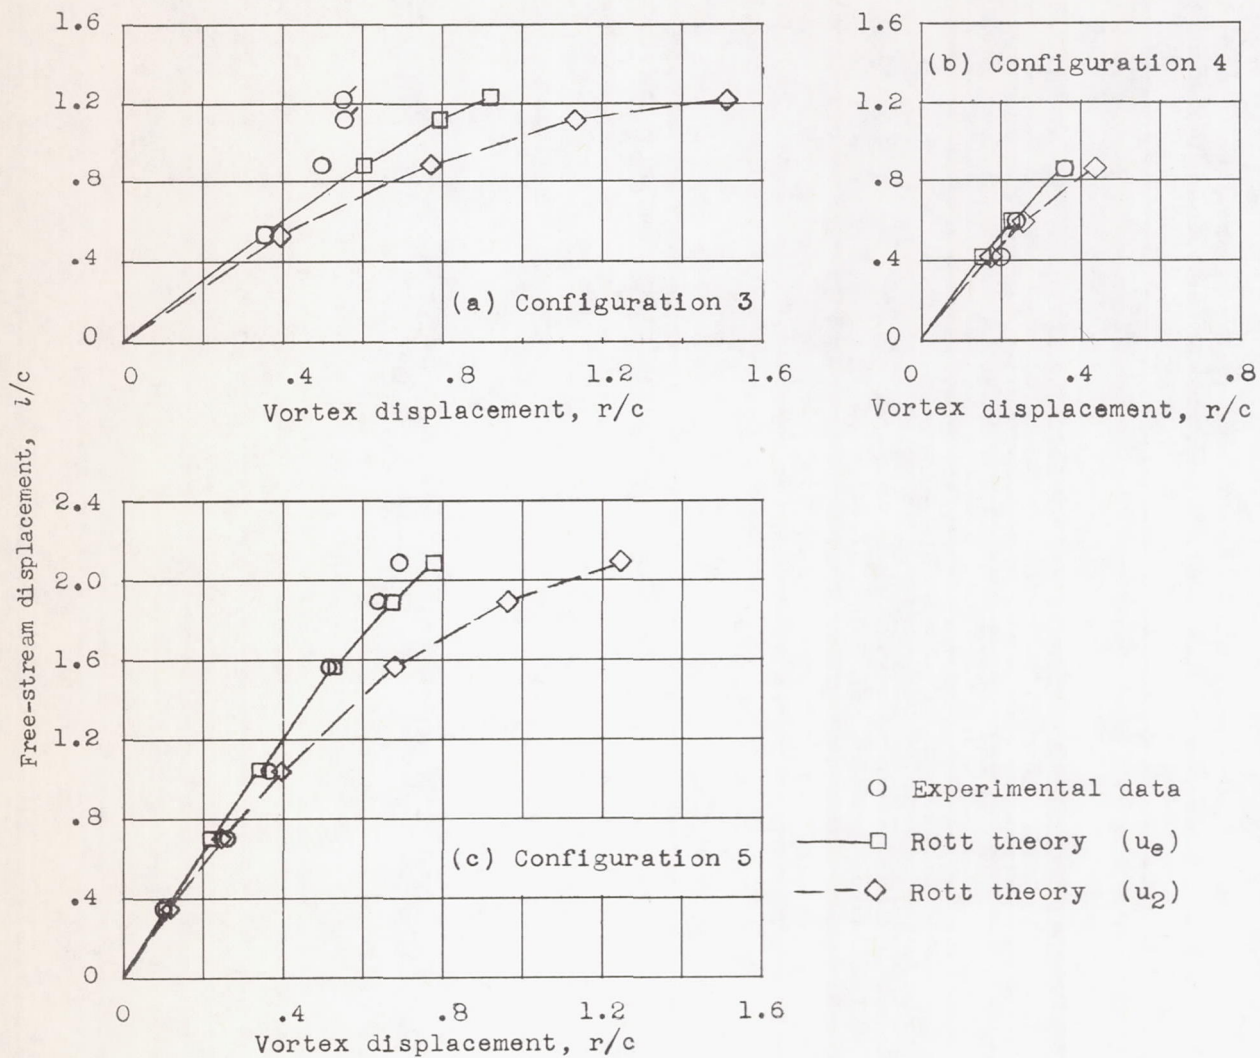 Free-stream displacement, l/c
1.6
1.2
.8
.4
0
(a) Configuration 3
0 .4 .8 1.2 1.6
Vortex displacement, r/c
1.6
1.2
.8
.4
0
(b) Configuration 4
0 .4 .8
Vortex displacement, r/c
2.4
2.0
1.6
1.2
.8
.4
0
(c) Configuration 5
0 .4 .8 1.2 1.6
Vortex displacement, r/c
Experimental data
Rott theory (ue)
Rott theory (u2)